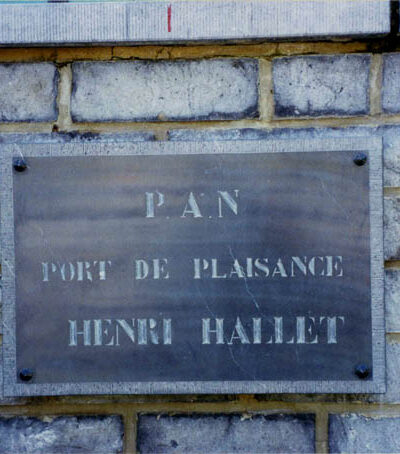 P.A.N
PORT DE PLAISANCE
HENRI HALLET